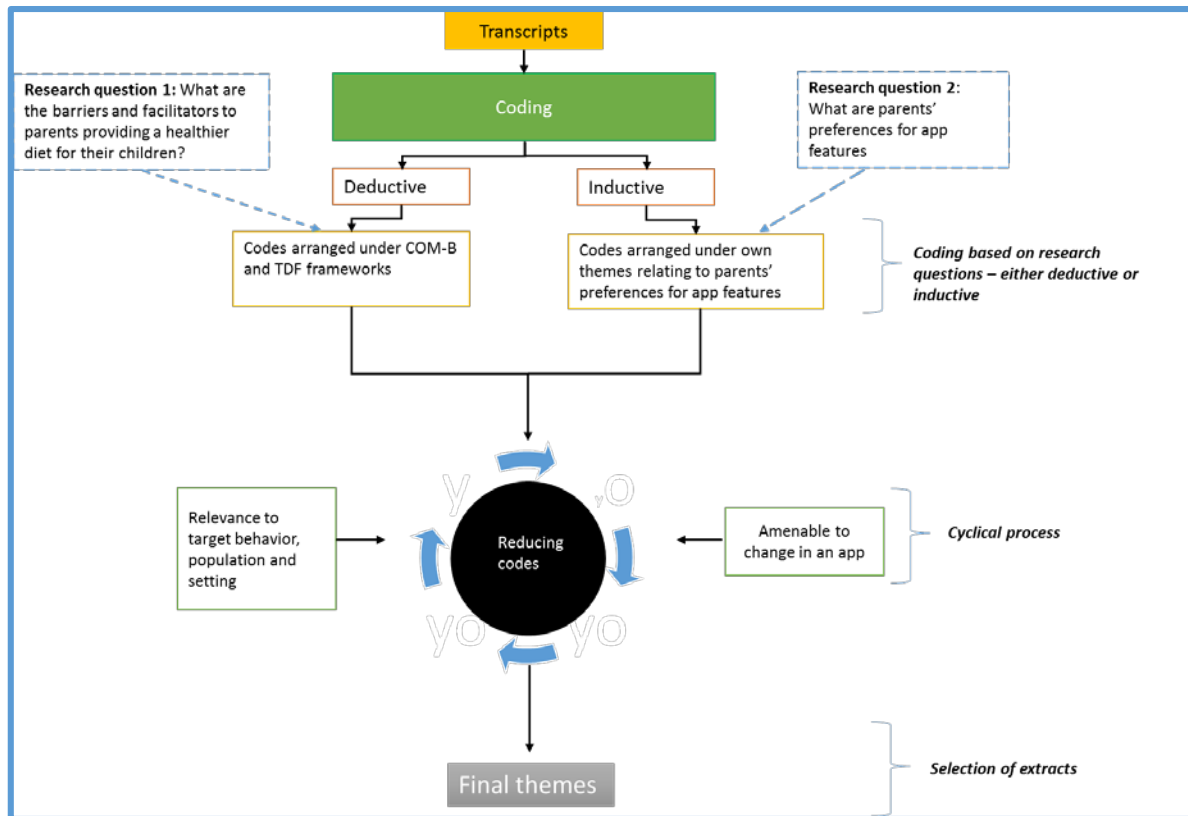 Transcripts
Coding
Research question 1: What are
the barriers and facilitators to
parents providing a healthier
diet for their children?
Research question 2:
What are parents'
preferences for app
features
Deductive
Inductive
Codes arranged under COM-B
and TDF frameworks
Codes arranged under own
themes relating to parents'
preferences for app features
Coding based on research
questions – either deductive or
inductive
y
yo
Relevance to
target behavior,
population and
setting
Reducing
codes
Amenable to
change in an app
Cyclical process
yo
yo
Final themes
Selection of extracts